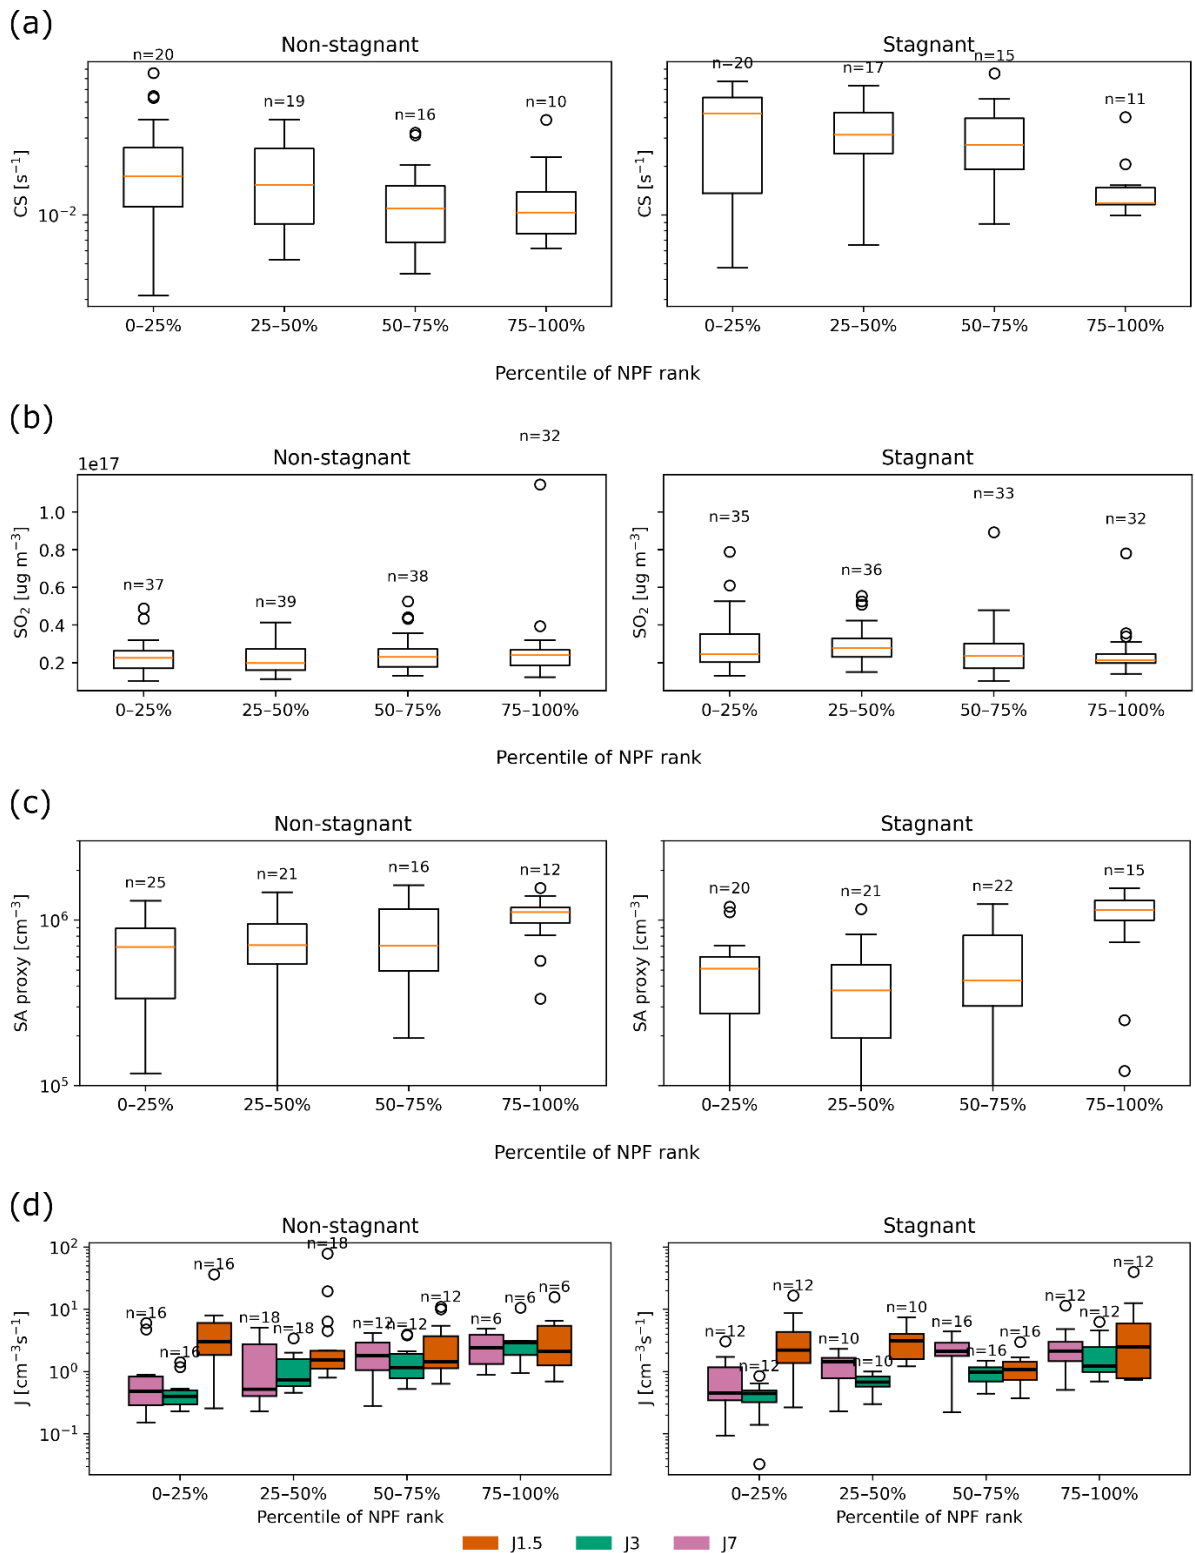 (a)
Non-stagnant
Stagnant
n=20
n=19
n=16
n=10
n=20
n=17
n=15
n=11
CS [s⁻¹]
10⁻²
CS [s⁻¹]
0–25%
25–50%
50–75%
75–100%
0–25%
25–50%
50–75%
75–100%
Percentile of NPF rank
(b)
n=32
1e17
Non-stagnant
Stagnant
n=37
n=39
n=38
n=35
n=36
n=33
n=32
SO₂ [ug m⁻³]
1.0
0.8
0.6
0.4
0.2
SO₂ [ug m⁻³]
0–25%
25–50%
50–75%
75–100%
0–25%
25–50%
50–75%
75–100%
Percentile of NPF rank
(c)
Non-stagnant
Stagnant
n=25
n=21
n=16
n=12
n=20
n=21
n=22
n=15
SA proxy [cm⁻³]
10⁶
10⁵
SA proxy [cm⁻³]
0–25%
25–50%
50–75%
75–100%
0–25%
25–50%
50–75%
75–100%
Percentile of NPF rank
(d)
Non-stagnant
Stagnant
J [cm⁻³s⁻¹]
10²
10¹
10⁰
10⁻¹
n=16
n=16
n=16
n=18
n=18
n=18
n=12
n=12
n=12
n=6
n=6
n=6
J [cm⁻³s⁻¹]
n=12
n=12
n=12
n=10
n=10
n=10
n=16
n=16
n=16
n=12
n=12
n=12
0–25%
25–50%
50–75%
75–100%
0–25%
25–50%
50–75%
75–100%
Percentile of NPF rank
Percentile of NPF rank
J1.5
J3
J7